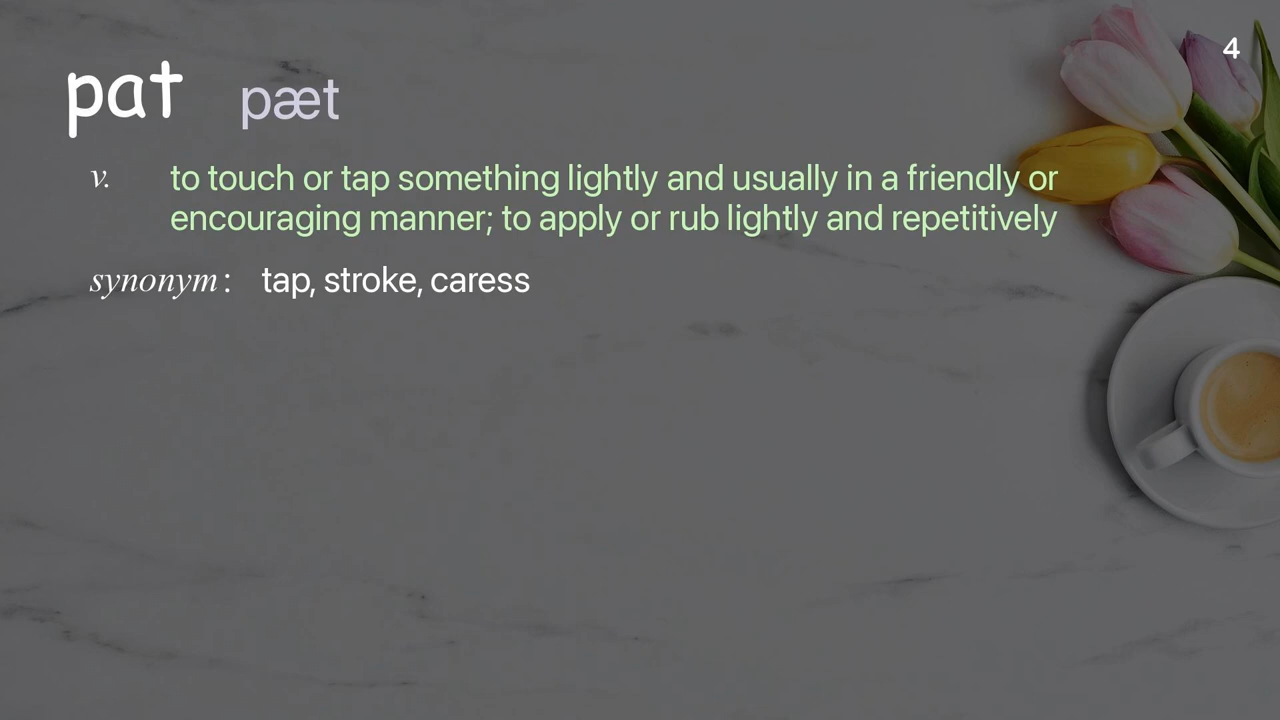 4
pat pæt
v. to touch or tap something lightly and usually in a friendly or
encouraging manner; to apply or rub lightly and repetitively
synonym: tap, stroke, caress